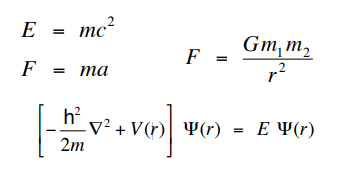 E = mc²
F = ma
F = Gm₁m₂ / r²
[-h²/2m ∇² + V(r)] Ψ(r) = E Ψ(r)